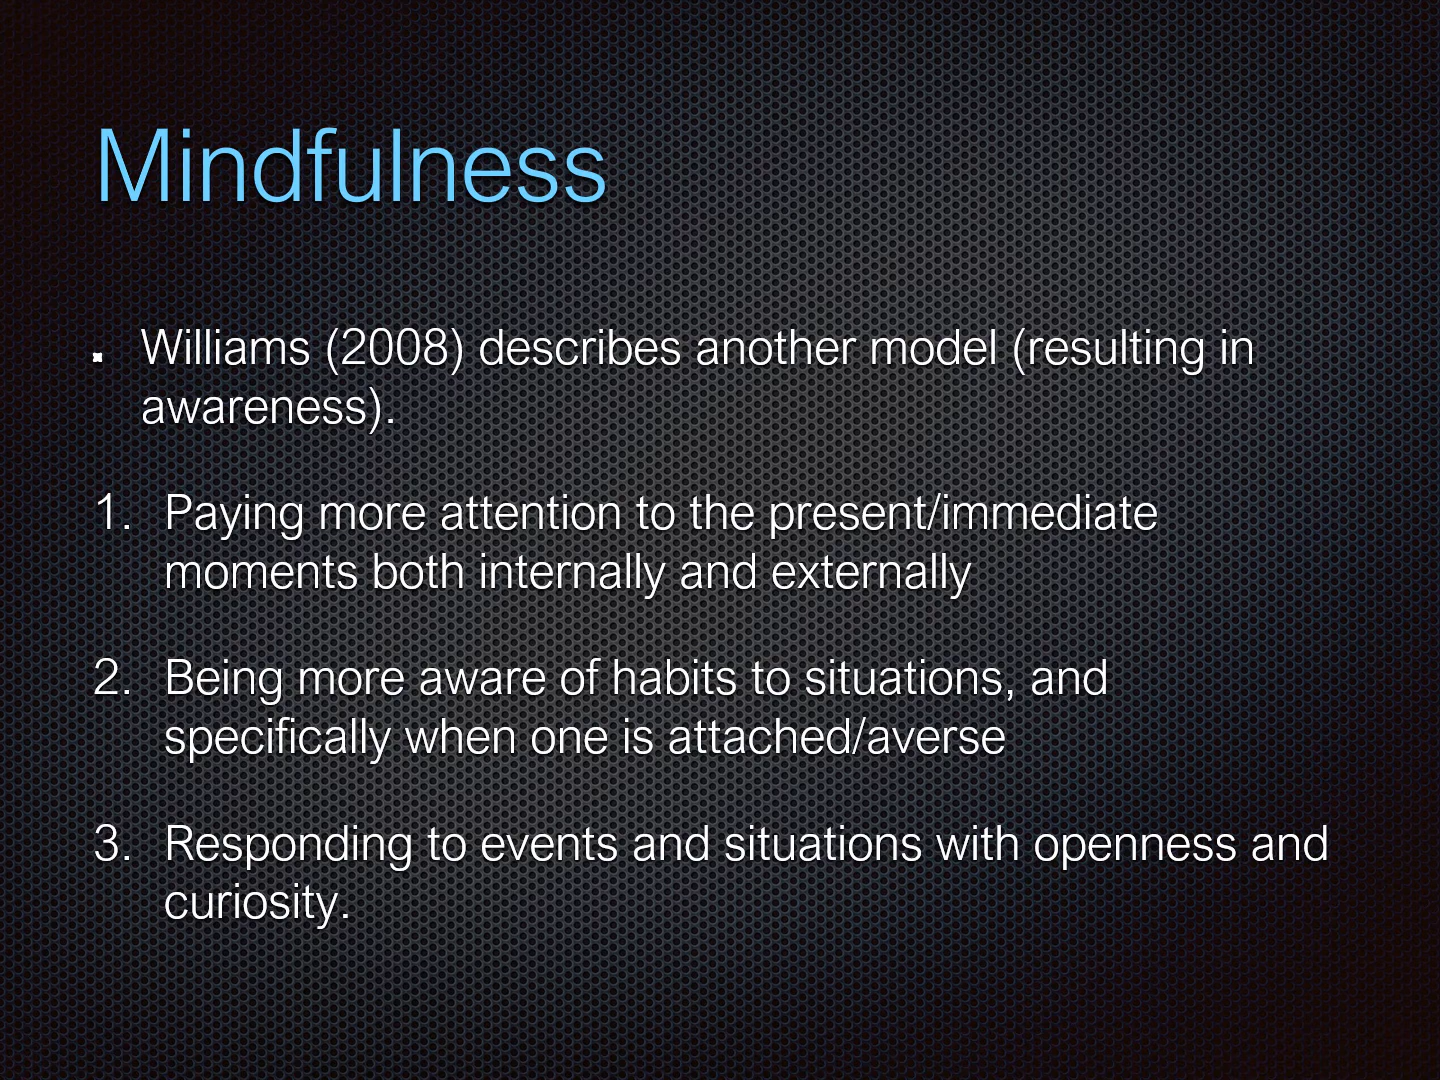 Mindfulness
▪ Williams (2008) describes another model (resulting in
awareness).
1. Paying more attention to the present/immediate
moments both internally and externally
2. Being more aware of habits to situations, and
specifically when one is attached/averse
3. Responding to events and situations with openness and
curiosity.